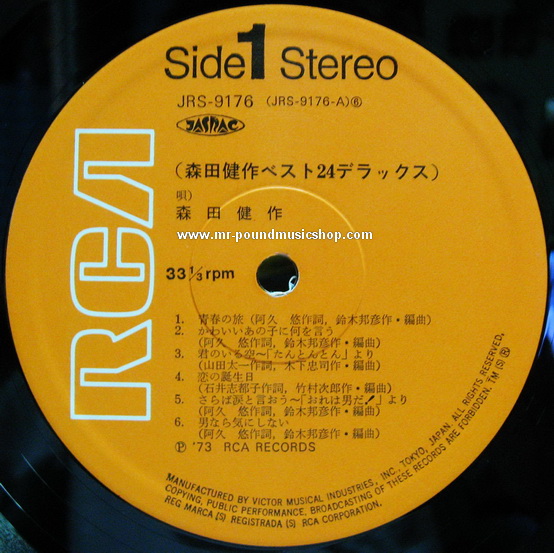 Side 1 Stereo
JRS-9176 (JRS-9176-A)⑥
JASRAC
RCA
(森田健作ベスト24デラックス)
唄)
森田健作
www.mr-poundmusicshop.com
33 1/3 rpm
1. 青春の旅(阿久 悠作詞, 鈴木邦彦作・編曲)
2. かわいいあの子に何を言う
(阿久 悠作詞, 鈴木邦彦作・編曲)
3. 君のいる空〜「たんとんとん」より
(山田太一作詞, 木下忠司作・編曲)
4. 恋の誕生日
(石井志都子作詞, 竹村次郎作・編曲)
5. さらば涙と言おう〜「おれは男だ!」より
(阿久 悠作詞, 鈴木邦彦作・編曲)
6. 男なら気にしない
(阿久 悠作詞, 鈴木邦彦作・編曲)
Ⓟ '73 RCA RECORDS
MANUFACTURED BY VICTOR MUSICAL INDUSTRIES, INC. TOKYO, JAPAN. ALL RIGHTS RESERVED.
COPYING, PUBLIC PERFORMANCE, BROADCASTING OF THESE RECORDS ARE FORBIDDEN. TM (S) ®
REG MARCA (S) REGISTRADA (S) RCA CORPORATION.